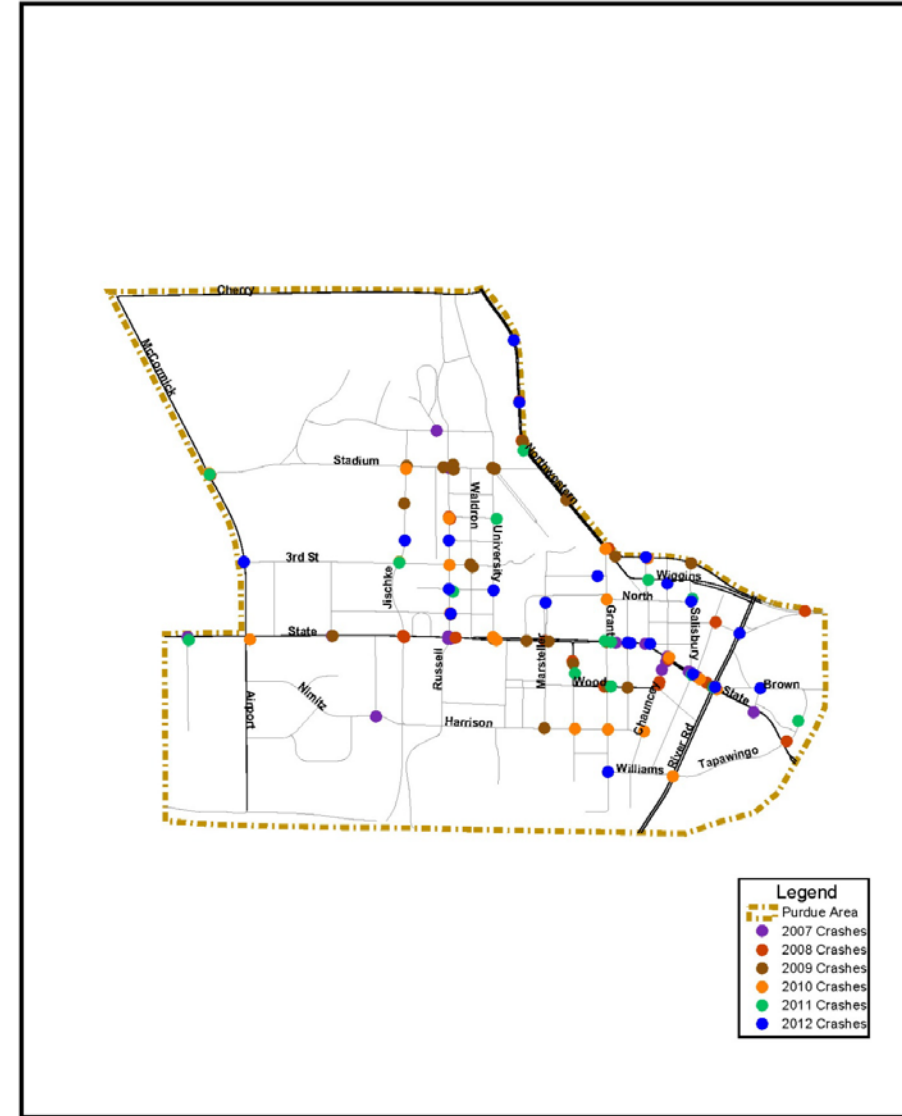 Cherry
McCormick
Northwestern
Stadium
Waldron
University
3rd St
Jischke
Wiggins
North
Grant
Salisbury
State
Marsteller
Russell
Wood
State
Brown
Nimitz
Airport
Harrison
Chauncey
River Rd
Tapawingo
Williams
Legend
Purdue Area
2007 Crashes
2008 Crashes
2009 Crashes
2010 Crashes
2011 Crashes
2012 Crashes